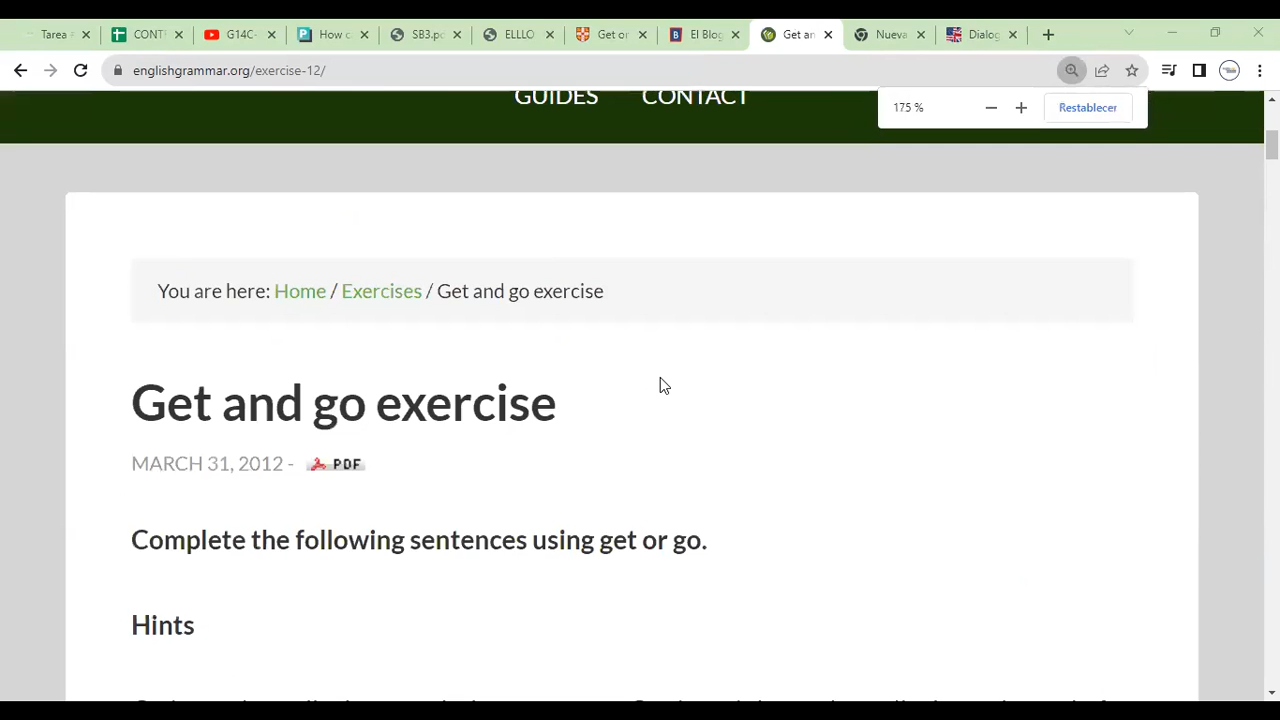 Tarea
CONT
G14C-
How c
SB3.pc
ELLLO
Get or
El Blog
Get an
Nueva
Dialog
englishgrammar.org/exercise-12/
GUIDES CONTACT
175 %
Restablecer
You are here: Home / Exercises / Get and go exercise
Get and go exercise
MARCH 31, 2012 - PDF
Complete the following sentences using get or go.
Hints